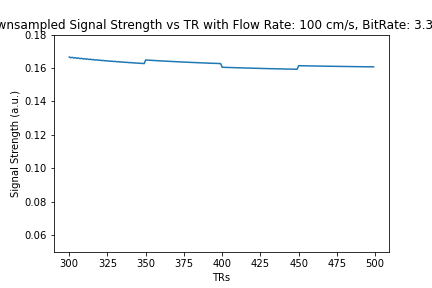 wnsampled Signal Strength vs TR with Flow Rate: 100 cm/s, BitRate: 3.3
Signal Strength (a.u.)
0.18
0.16
0.14
0.12
0.10
0.08
0.06
300 325 350 375 400 425 450 475 500
TRs